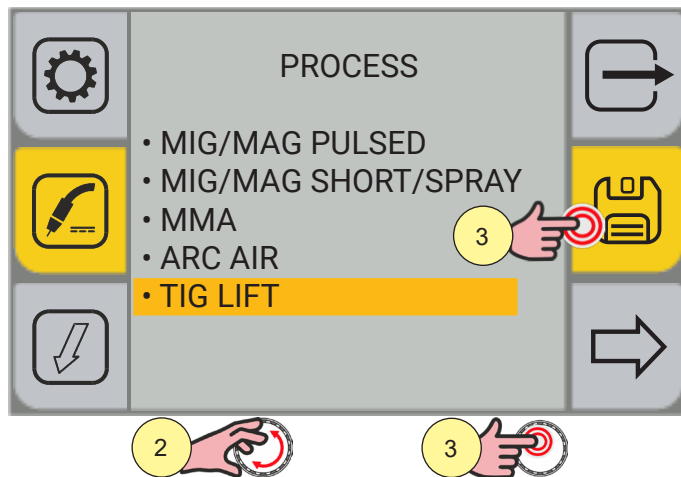 PROCESS
• MIG/MAG PULSED
• MIG/MAG SHORT/SPRAY
• MMA
• ARC AIR
• TIG LIFT
3
2
3